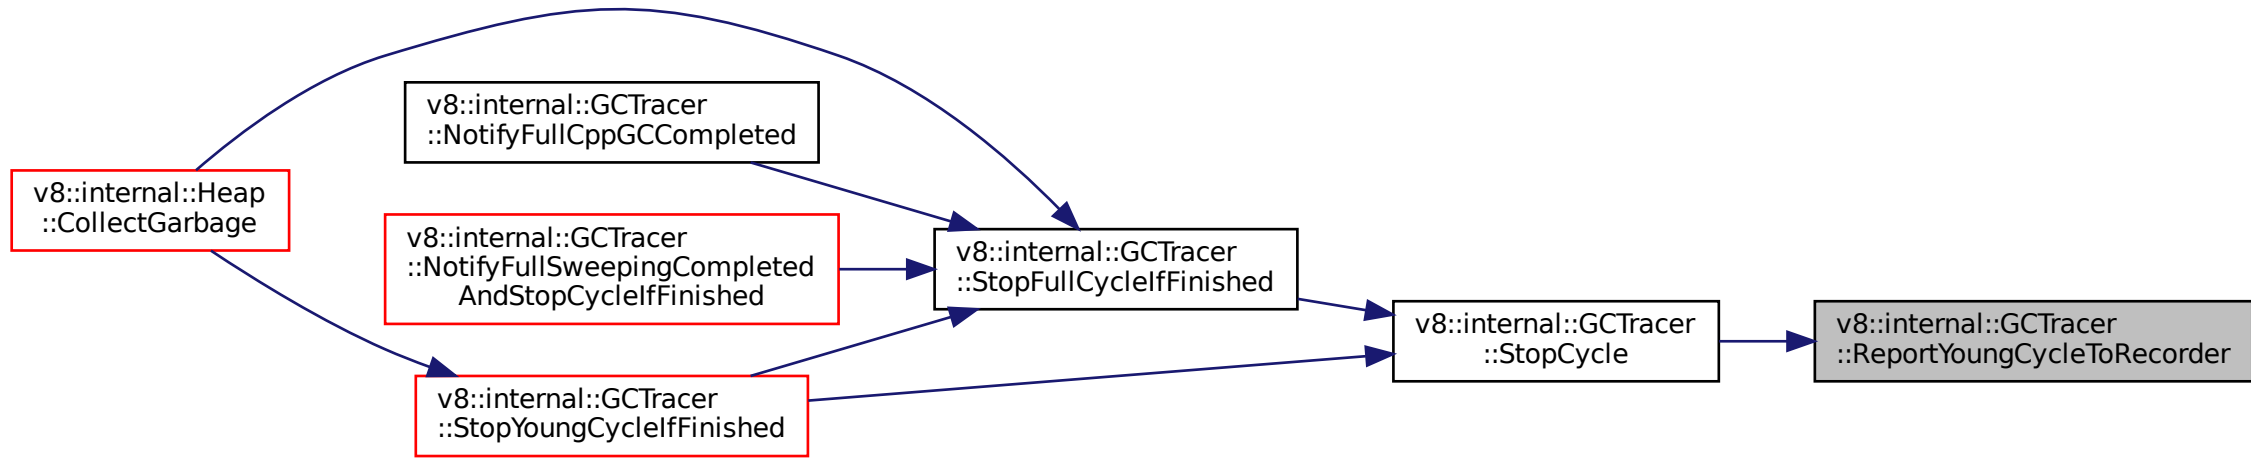 v8::internal::Heap
::CollectGarbage
v8::internal::GCTracer
::NotifyFullCppGCCompleted
v8::internal::GCTracer
::NotifyFullSweepingCompleted
AndStopCycleIfFinished
v8::internal::GCTracer
::StopYoungCycleIfFinished
v8::internal::GCTracer
::StopFullCycleIfFinished
v8::internal::GCTracer
::StopCycle
v8::internal::GCTracer
::ReportYoungCycleToRecorder